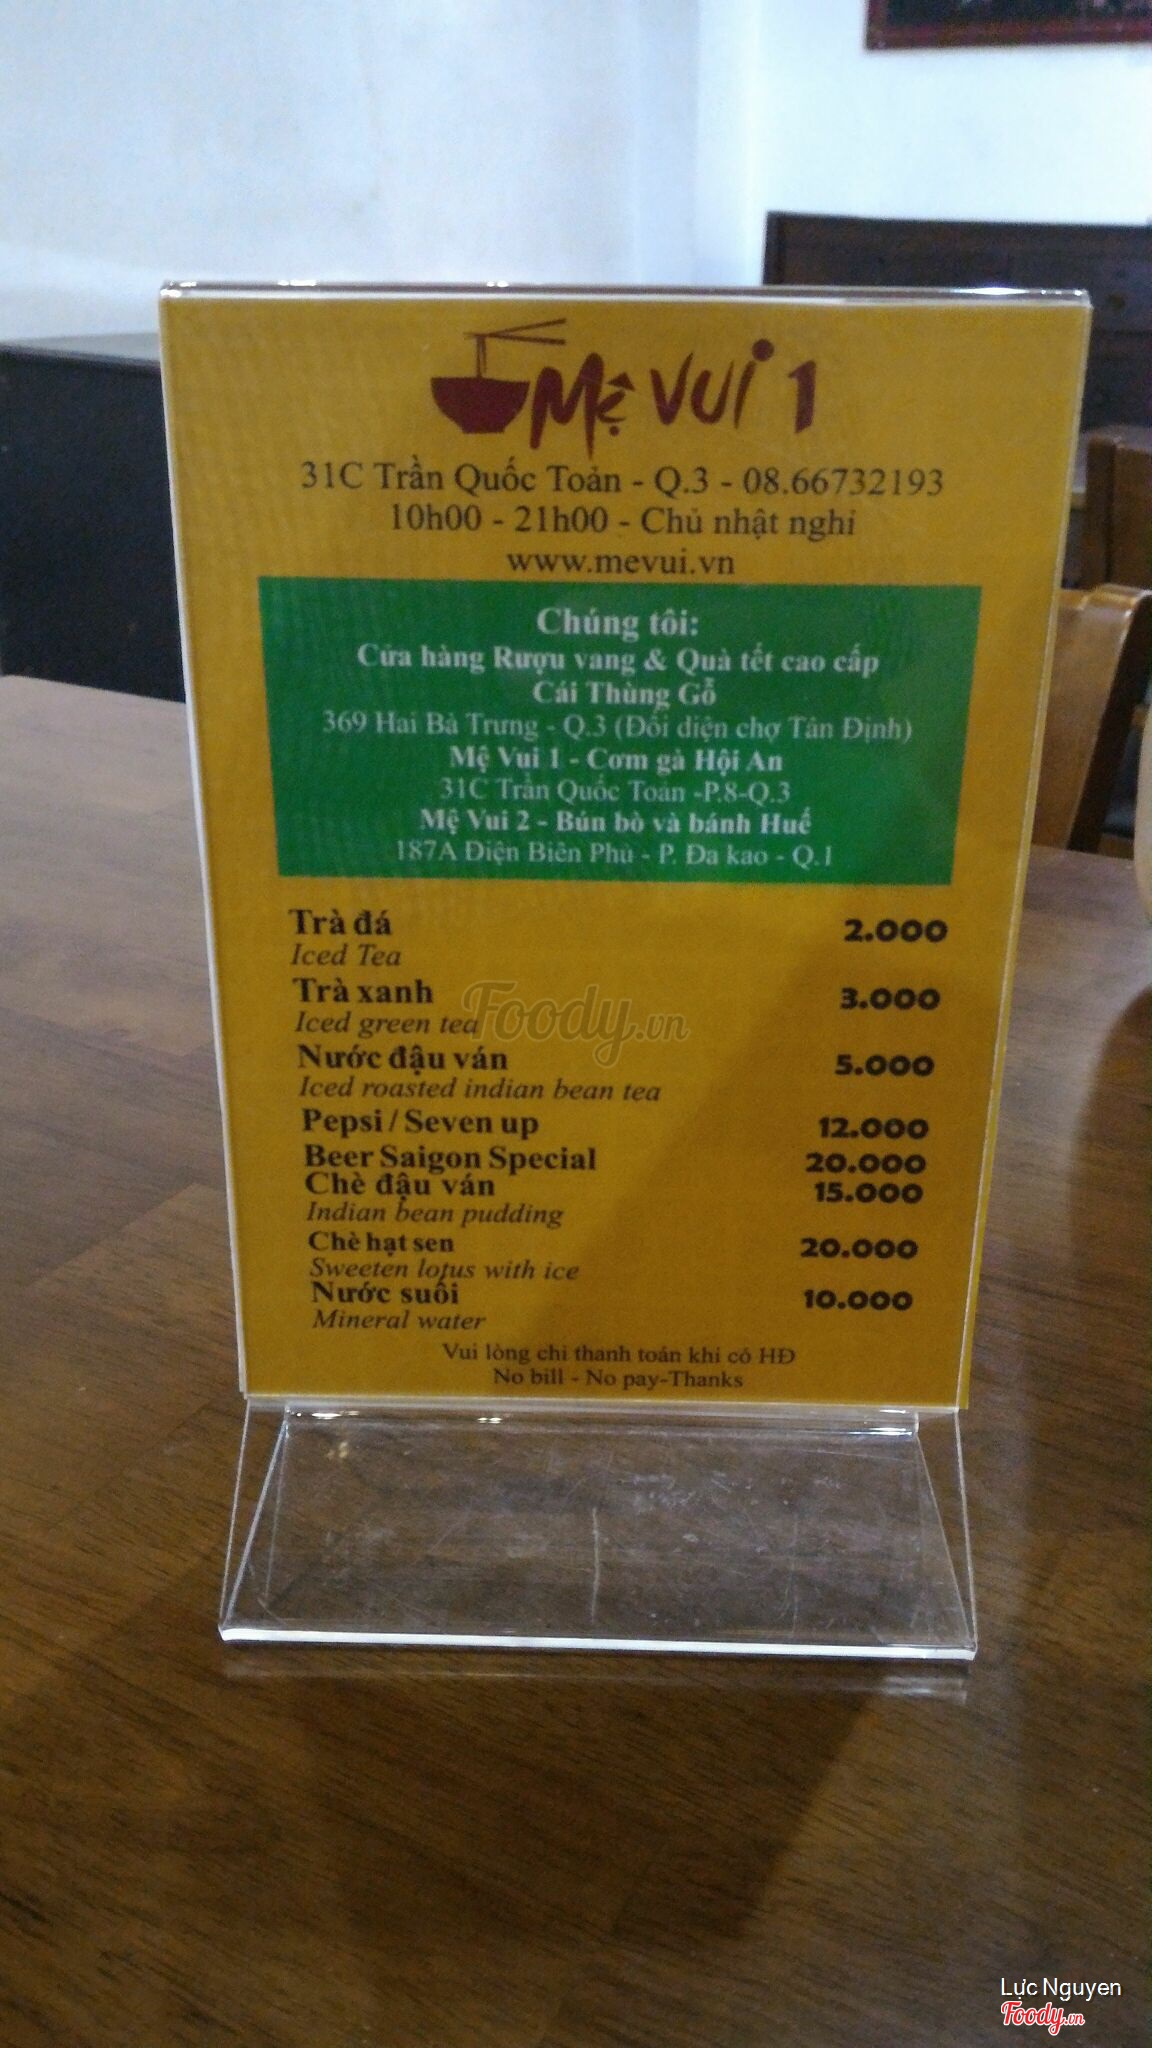 Mệ Vui 1
31C Trần Quốc Toản - Q.3 - 08.66732193
10h00 - 21h00 - Chủ nhật nghỉ
www.mevui.vn
Chúng tôi:
Cửa hàng Rượu vang & Quà tết cao cấp
Cái Thùng Gỗ
369 Hai Bà Trưng - Q.3 (Đối diện chợ Tân Định)
Mệ Vui 1 - Cơm gà Hội An
31C Trần Quốc Toản -P.8-Q.3
Mệ Vui 2 - Bún bò và bánh Huế
187A Điện Biên Phủ - P. Đa kao - Q.1
Trà đá 2.000
Iced Tea
Trà xanh 3.000
Iced green tea
Foody.vn
Nước đậu ván 5.000
Iced roasted indian bean tea
Pepsi / Seven up 12.000
Beer Saigon Special 20.000
Chè đậu ván 15.000
Indian bean pudding
Chè hạt sen 20.000
Sweeten lotus with ice
Nước suối 10.000
Mineral water
Vui lòng chỉ thanh toán khi có HĐ
No bill - No pay-Thanks
Lực Nguyen
Foody.vn